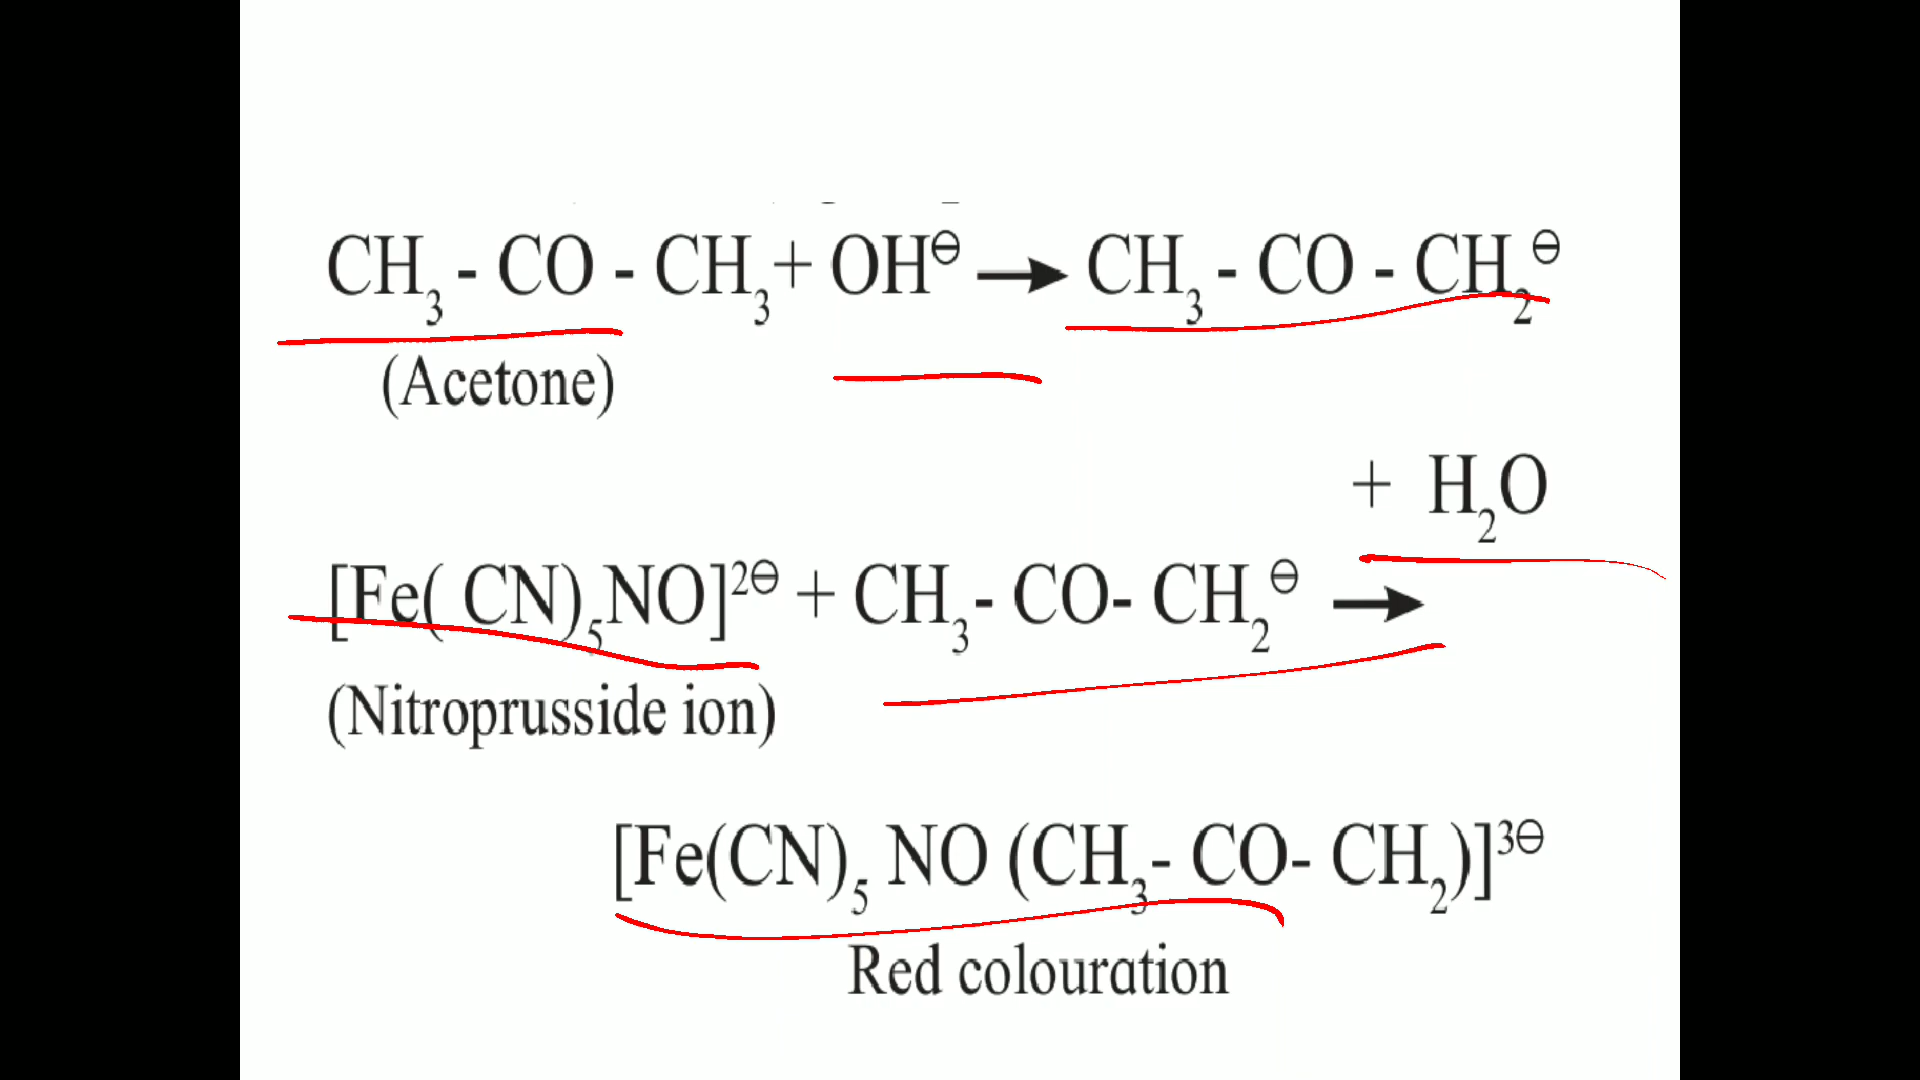 CH₃ - CO - CH₃ + OH⊖ → CH₃ - CO - CH₂⊖
(Acetone)
+ H₂O
[Fe( CN)₅NO]²⊖ + CH₃- CO- CH₂⊖ →
(Nitroprusside ion)
[Fe(CN)₅ NO (CH₃- CO- CH₂)]³⊖
Red colouration